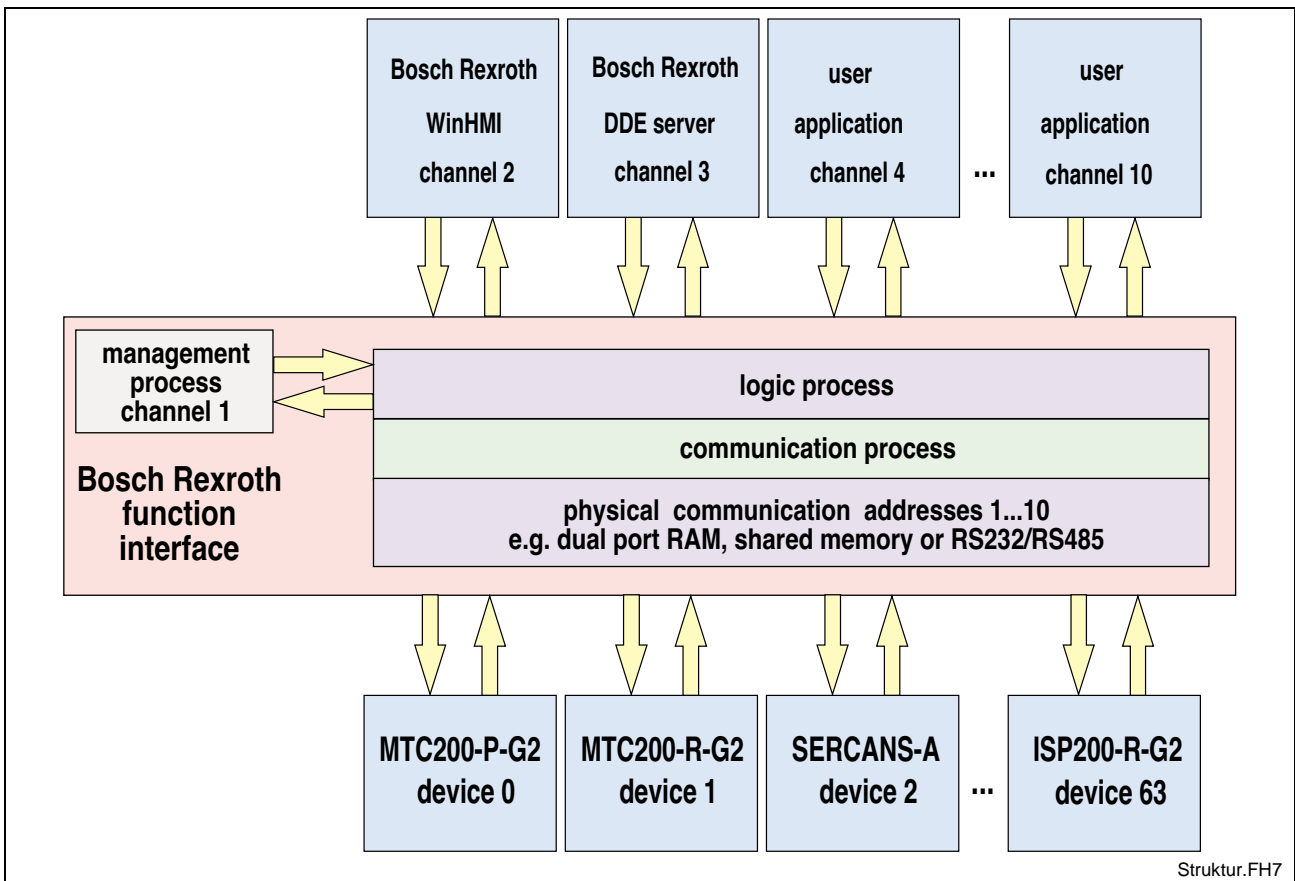 Bosch Rexroth
WinHMI
channel 2
Bosch Rexroth
DDE server
channel 3
user
application
channel 4
...
user
application
channel 10
management
process
channel 1
Bosch Rexroth
function
interface
logic process
communication process
physical communication addresses 1...10
e.g. dual port RAM, shared memory or RS232/RS485
MTC200-P-G2
device 0
MTC200-R-G2
device 1
SERCANS-A
device 2
...
ISP200-R-G2
device 63
Struktur.FH7